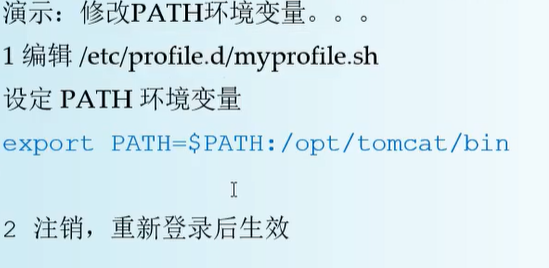 演示：修改PATH环境变量。。。
1 编辑 /etc/profile.d/myprofile.sh
设定 PATH 环境变量
export PATH=$PATH:/opt/tomcat/bin
2 注销，重新登录后生效